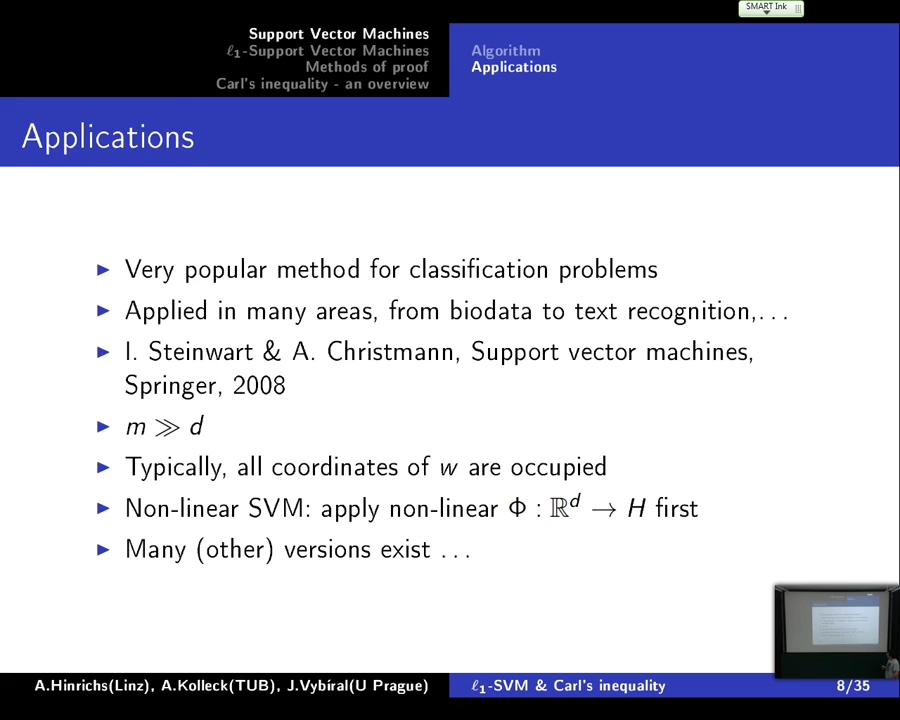 SMART Ink
Support Vector Machines
ℓ1-Support Vector Machines
Methods of proof
Carl's inequality - an overview
Algorithm
Applications
Applications
Very popular method for classification problems
Applied in many areas, from biodata to text recognition,...
I. Steinwart & A. Christmann, Support vector machines,
Springer, 2008
m ≫ d
Typically, all coordinates of w are occupied
Non-linear SVM: apply non-linear Φ : ℝ^d → H first
Many (other) versions exist ...
A.Hinrichs(Linz), A.Kolleck(TUB), J.Vybíral(U Prague)
ℓ1-SVM & Carl's inequality
8/35